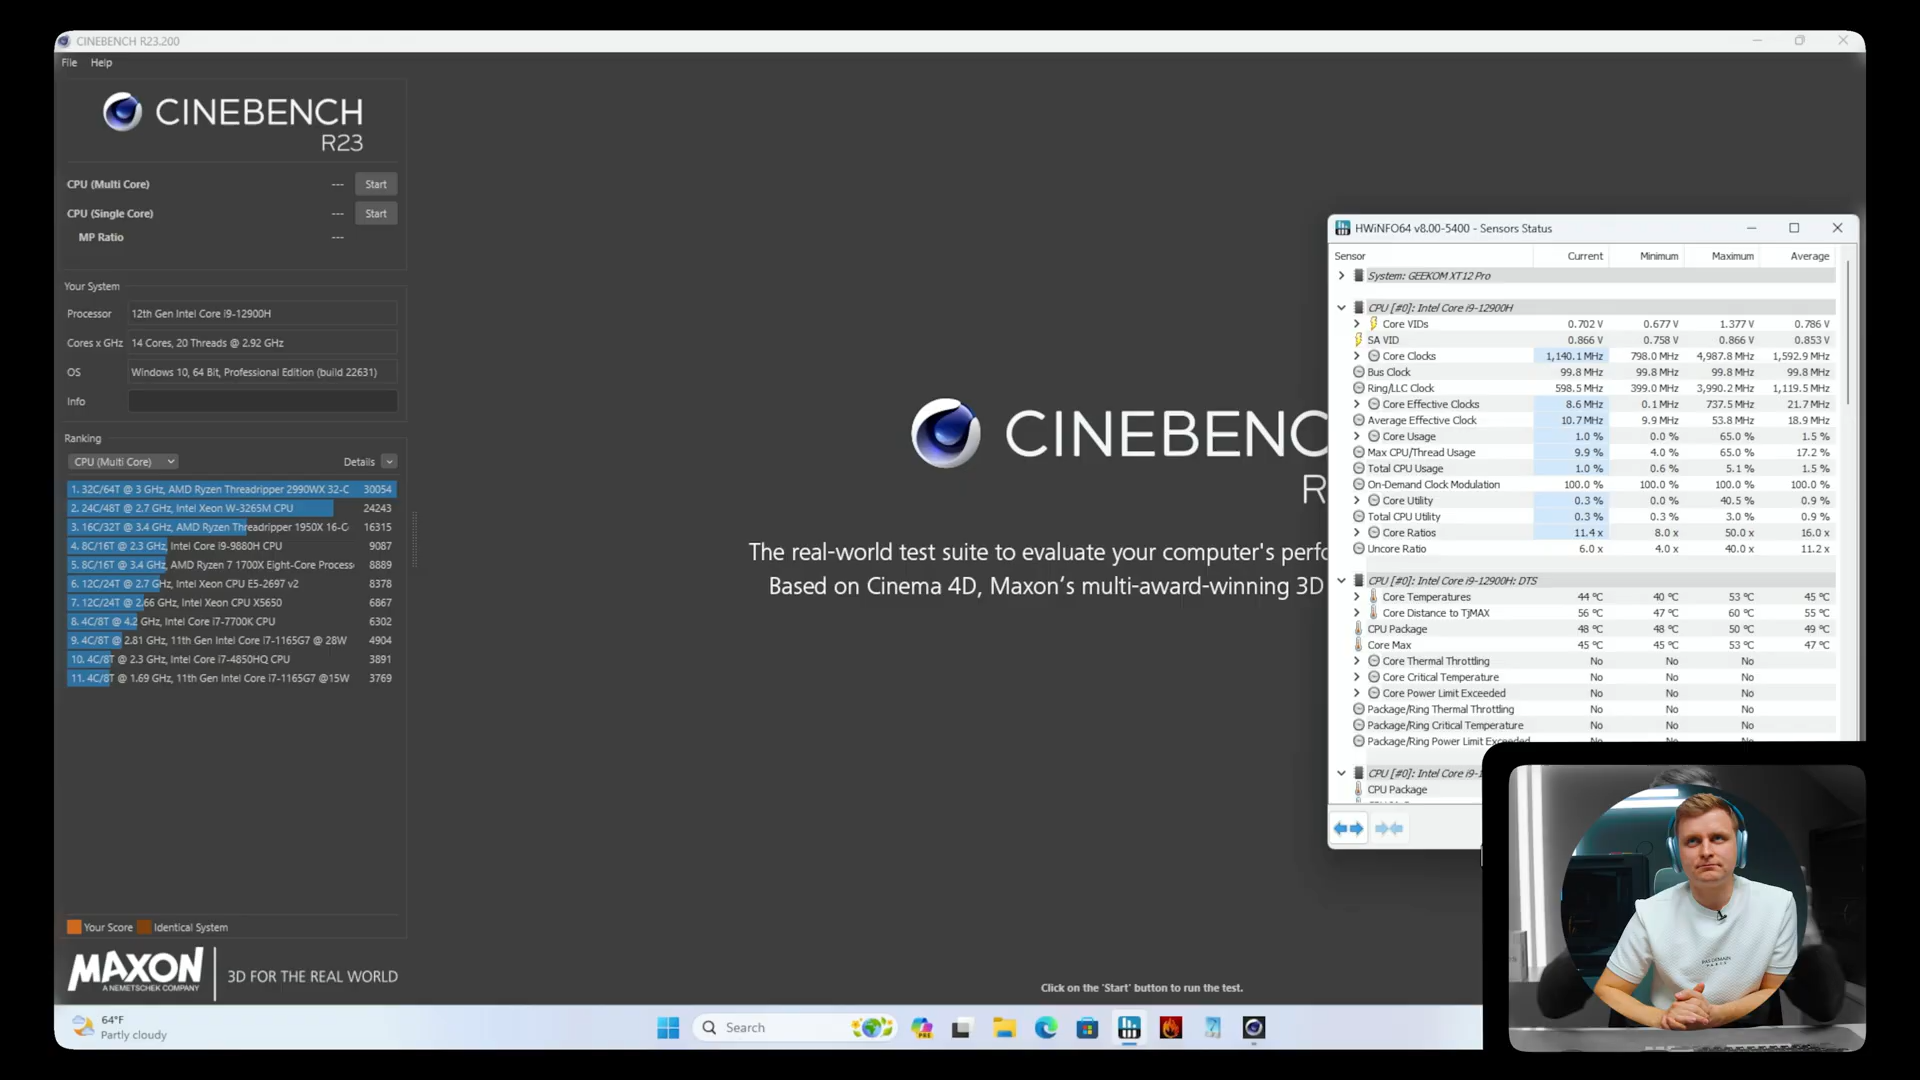 CINEBENCH R23.200
File Help
CINEBENCH
R23
CPU (Multi Core) --- Start
CPU (Single Core) --- Start
MP Ratio ---
Your System
Processor 12th Gen Intel Core i9-12900H
Cores x GHz 14 Cores, 20 Threads @ 2.92 GHz
OS Windows 10, 64 Bit, Professional Edition (build 22631)
Info
Ranking
CPU (Multi Core) Details
1. 32C/64T @ 3 GHz, AMD Ryzen Threadripper 2990WX 32-C 30054
2. 24C/48T @ 2.7 GHz, Intel Xeon W-3265M CPU 24243
3. 16C/32T @ 3.4 GHz, AMD Ryzen Threadripper 1950X 16-C 16315
4. 8C/16T @ 2.3 GHz, Intel Core i9-9880H CPU 9087
5. 8C/16T @ 3.4 GHz, AMD Ryzen 7 1700X Eight-Core Process 8889
6. 12C/24T @ 2.7 GHz, Intel Xeon CPU E5-2697 v2 8378
7. 12C/24T @ 2.66 GHz, Intel Xeon CPU X5650 6867
8. 4C/8T @ 4.2 GHz, Intel Core i7-7700K CPU 6302
9. 4C/8T @ 2.81 GHz, 11th Gen Intel Core i7-1165G7 @ 28W 4904
10. 4C/8T @ 2.3 GHz, Intel Core i7-4850HQ CPU 3891
11. 4C/8T @ 1.69 GHz, 11th Gen Intel Core i7-1165G7 @15W 3769
Your Score Identical System
MAXON
A NEMETSCHEK COMPANY
3D FOR THE REAL WORLD
CINEBENC
R
The real-world test suite to evaluate your computer's perfo
Based on Cinema 4D, Maxon's multi-award-winning 3D
Click on the 'Start' button to run the test.
HWiNFO64 v8.00-5400 - Sensors Status
Sensor Current Minimum Maximum Average
System: GEEKOM XT12 Pro
CPU [#0]: Intel Core i9-12900H
Core VIDs 0.702 V 0.677 V 1.377 V 0.786 V
SA VID 0.866 V 0.758 V 0.866 V 0.853 V
Core Clocks 1,140.1 MHz 798.0 MHz 4,987.8 MHz 1,592.9 MHz
Bus Clock 99.8 MHz 99.8 MHz 99.8 MHz 99.8 MHz
Ring/LLC Clock 598.5 MHz 399.0 MHz 3,990.2 MHz 1,119.5 MHz
Core Effective Clocks 8.6 MHz 0.1 MHz 737.5 MHz 21.7 MHz
Average Effective Clock 10.7 MHz 9.9 MHz 53.8 MHz 18.9 MHz
Core Usage 1.0 % 0.0 % 65.0 % 1.5 %
Max CPU/Thread Usage 9.9 % 4.0 % 65.0 % 17.2 %
Total CPU Usage 1.0 % 0.6 % 5.1 % 1.5 %
On-Demand Clock Modulation 100.0 % 100.0 % 100.0 % 100.0 %
Core Utility 0.3 % 0.0 % 40.5 % 0.9 %
Total CPU Utility 0.3 % 0.3 % 3.0 % 0.9 %
Core Ratios 11.4 x 8.0 x 50.0 x 16.0 x
Uncore Ratio 6.0 x 4.0 x 40.0 x 11.2 x
CPU [#0]: Intel Core i9-12900H: DTS
Core Temperatures 44 °C 40 °C 53 °C 45 °C
Core Distance to TjMAX 56 °C 47 °C 60 °C 55 °C
CPU Package 48 °C 48 °C 50 °C 49 °C
Core Max 45 °C 45 °C 53 °C 47 °C
Core Thermal Throttling No No No
Core Critical Temperature No No No
Core Power Limit Exceeded No No No
Package/Ring Thermal Throttling No No No
Package/Ring Critical Temperature No No No
Package/Ring Power Limit Exceeded No No No
CPU [#0]: Intel Core i9-1
CPU Package
64°F
Partly cloudy
Search
PRE